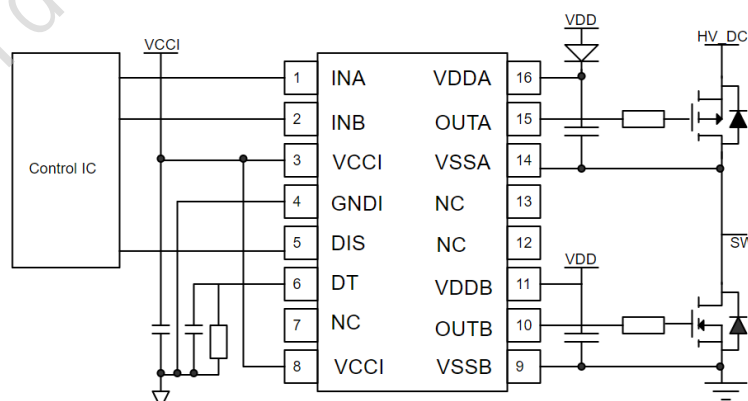 VDD
HV_DC
VCCI
1 INA VDDA 16
2 INB OUTA 15
Control IC
3 VCCI VSSA 14
4 GNDI NC 13
5 DIS NC 12
SW
VDD
6 DT VDDB 11
7 NC OUTB 10
8 VCCI VSSB 9